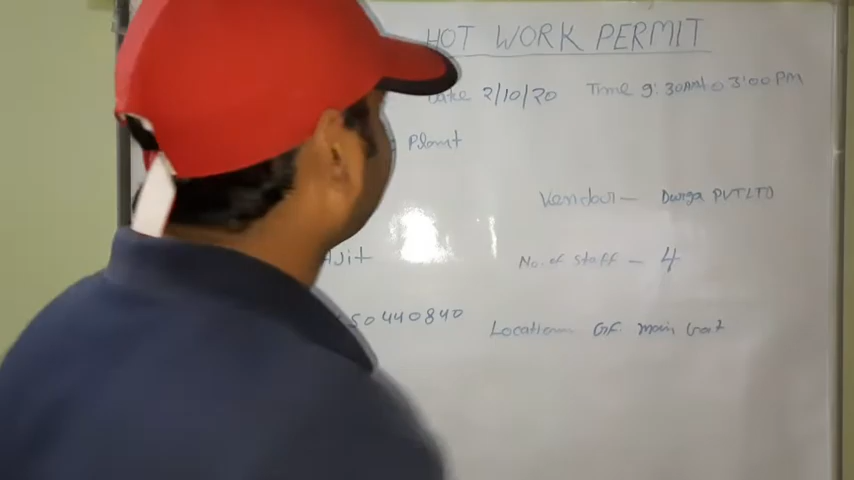 HOT WORK PERMIT
Date 2/10/20 Time 9:30AM to 3:00 PM
Plant
Vendor - Durga PVT LTD
Ajit No. of staff - 4
50440840 Location GF. main